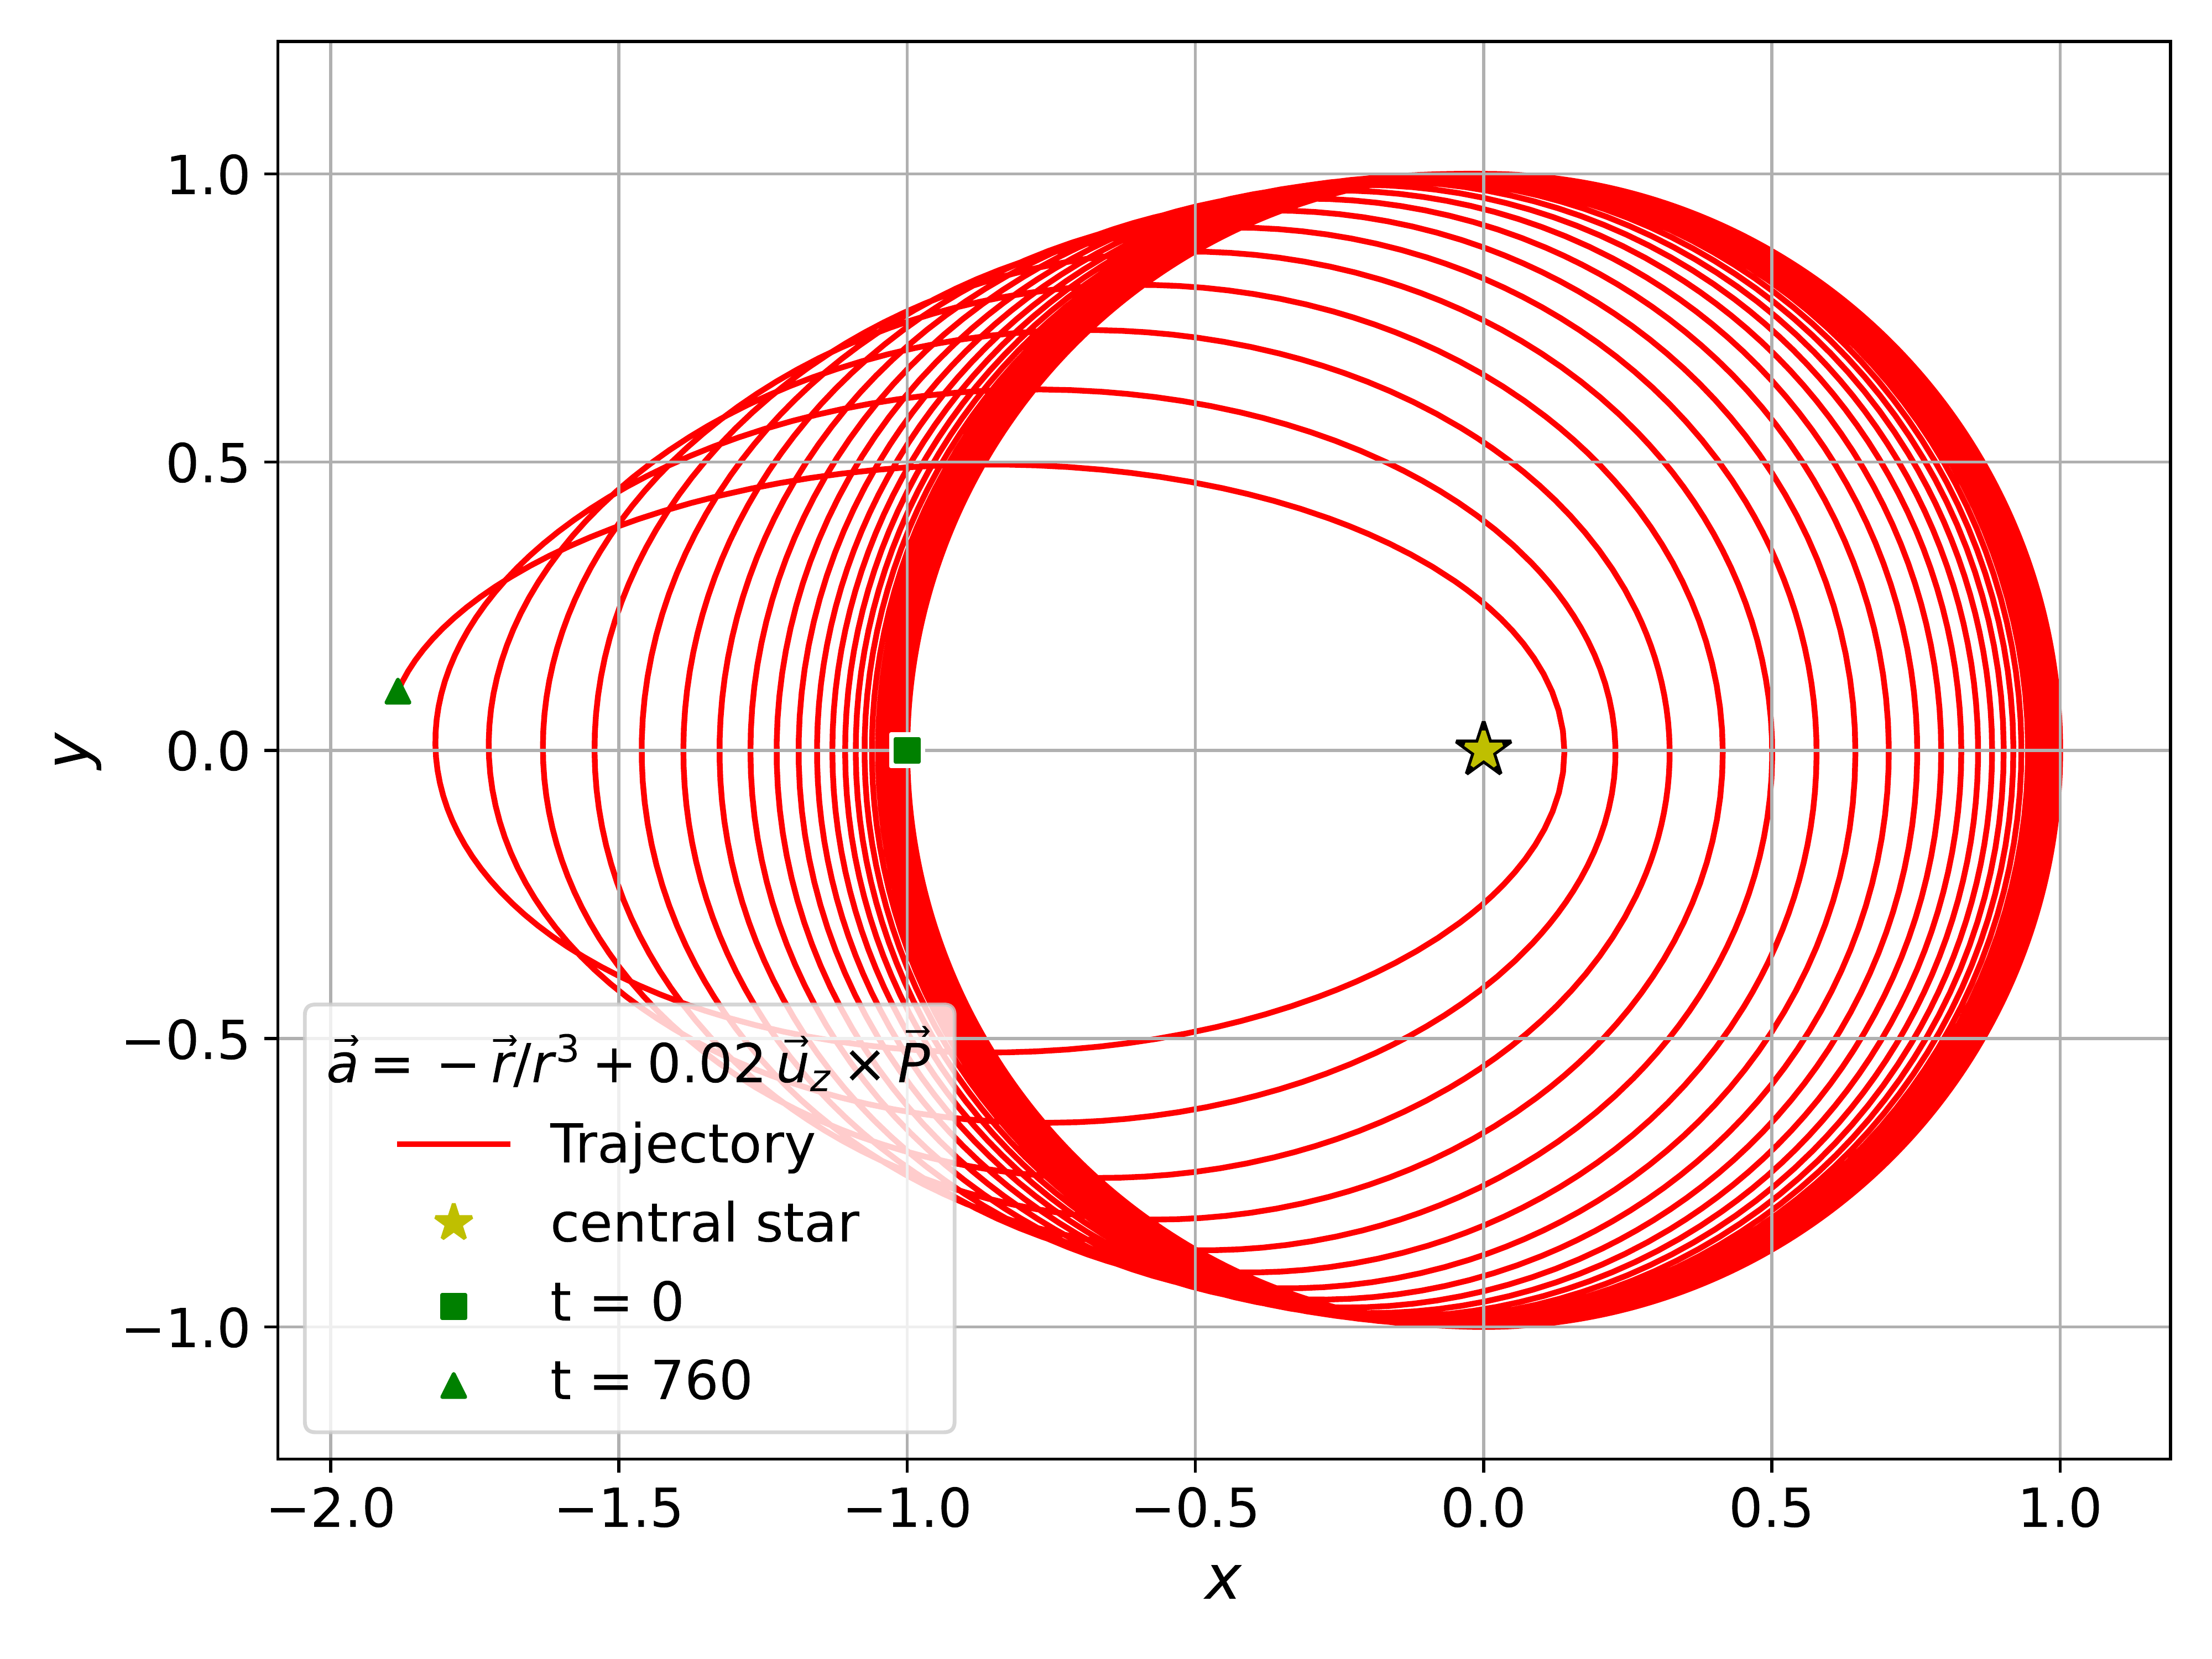 1.0
0.5
0.0
−0.5
−1.0
y
a⃗ = − r⃗/r³ + 0.02 u⃗_z × P⃗
Trajectory
central star
t = 0
t = 760
−2.0 −1.5 −1.0 −0.5 0.0 0.5 1.0
x